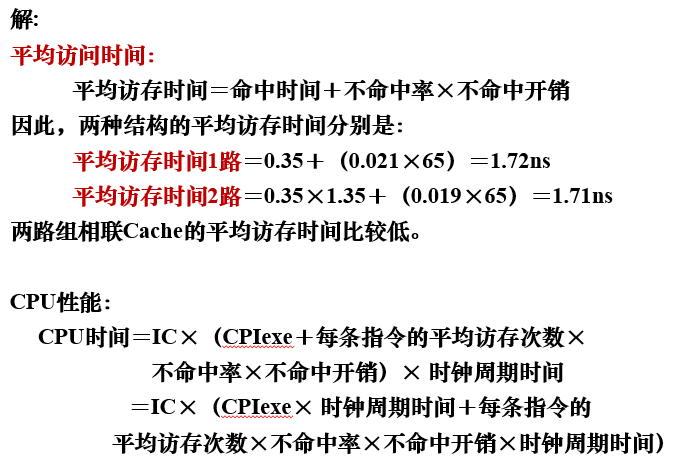 解:
平均访问时间:
平均访存时间＝命中时间＋不命中率×不命中开销
因此，两种结构的平均访存时间分别是:
平均访存时间1路＝0.35＋（0.021×65）＝1.72ns
平均访存时间2路＝0.35×1.35＋（0.019×65）＝1.71ns
两路组相联Cache的平均访存时间比较低。
CPU性能:
CPU时间＝IC×（CPIexe＋每条指令的平均访存次数×
不命中率×不命中开销）× 时钟周期时间
＝IC×（CPIexe× 时钟周期时间＋每条指令的
平均访存次数×不命中率×不命中开销×时钟周期时间）